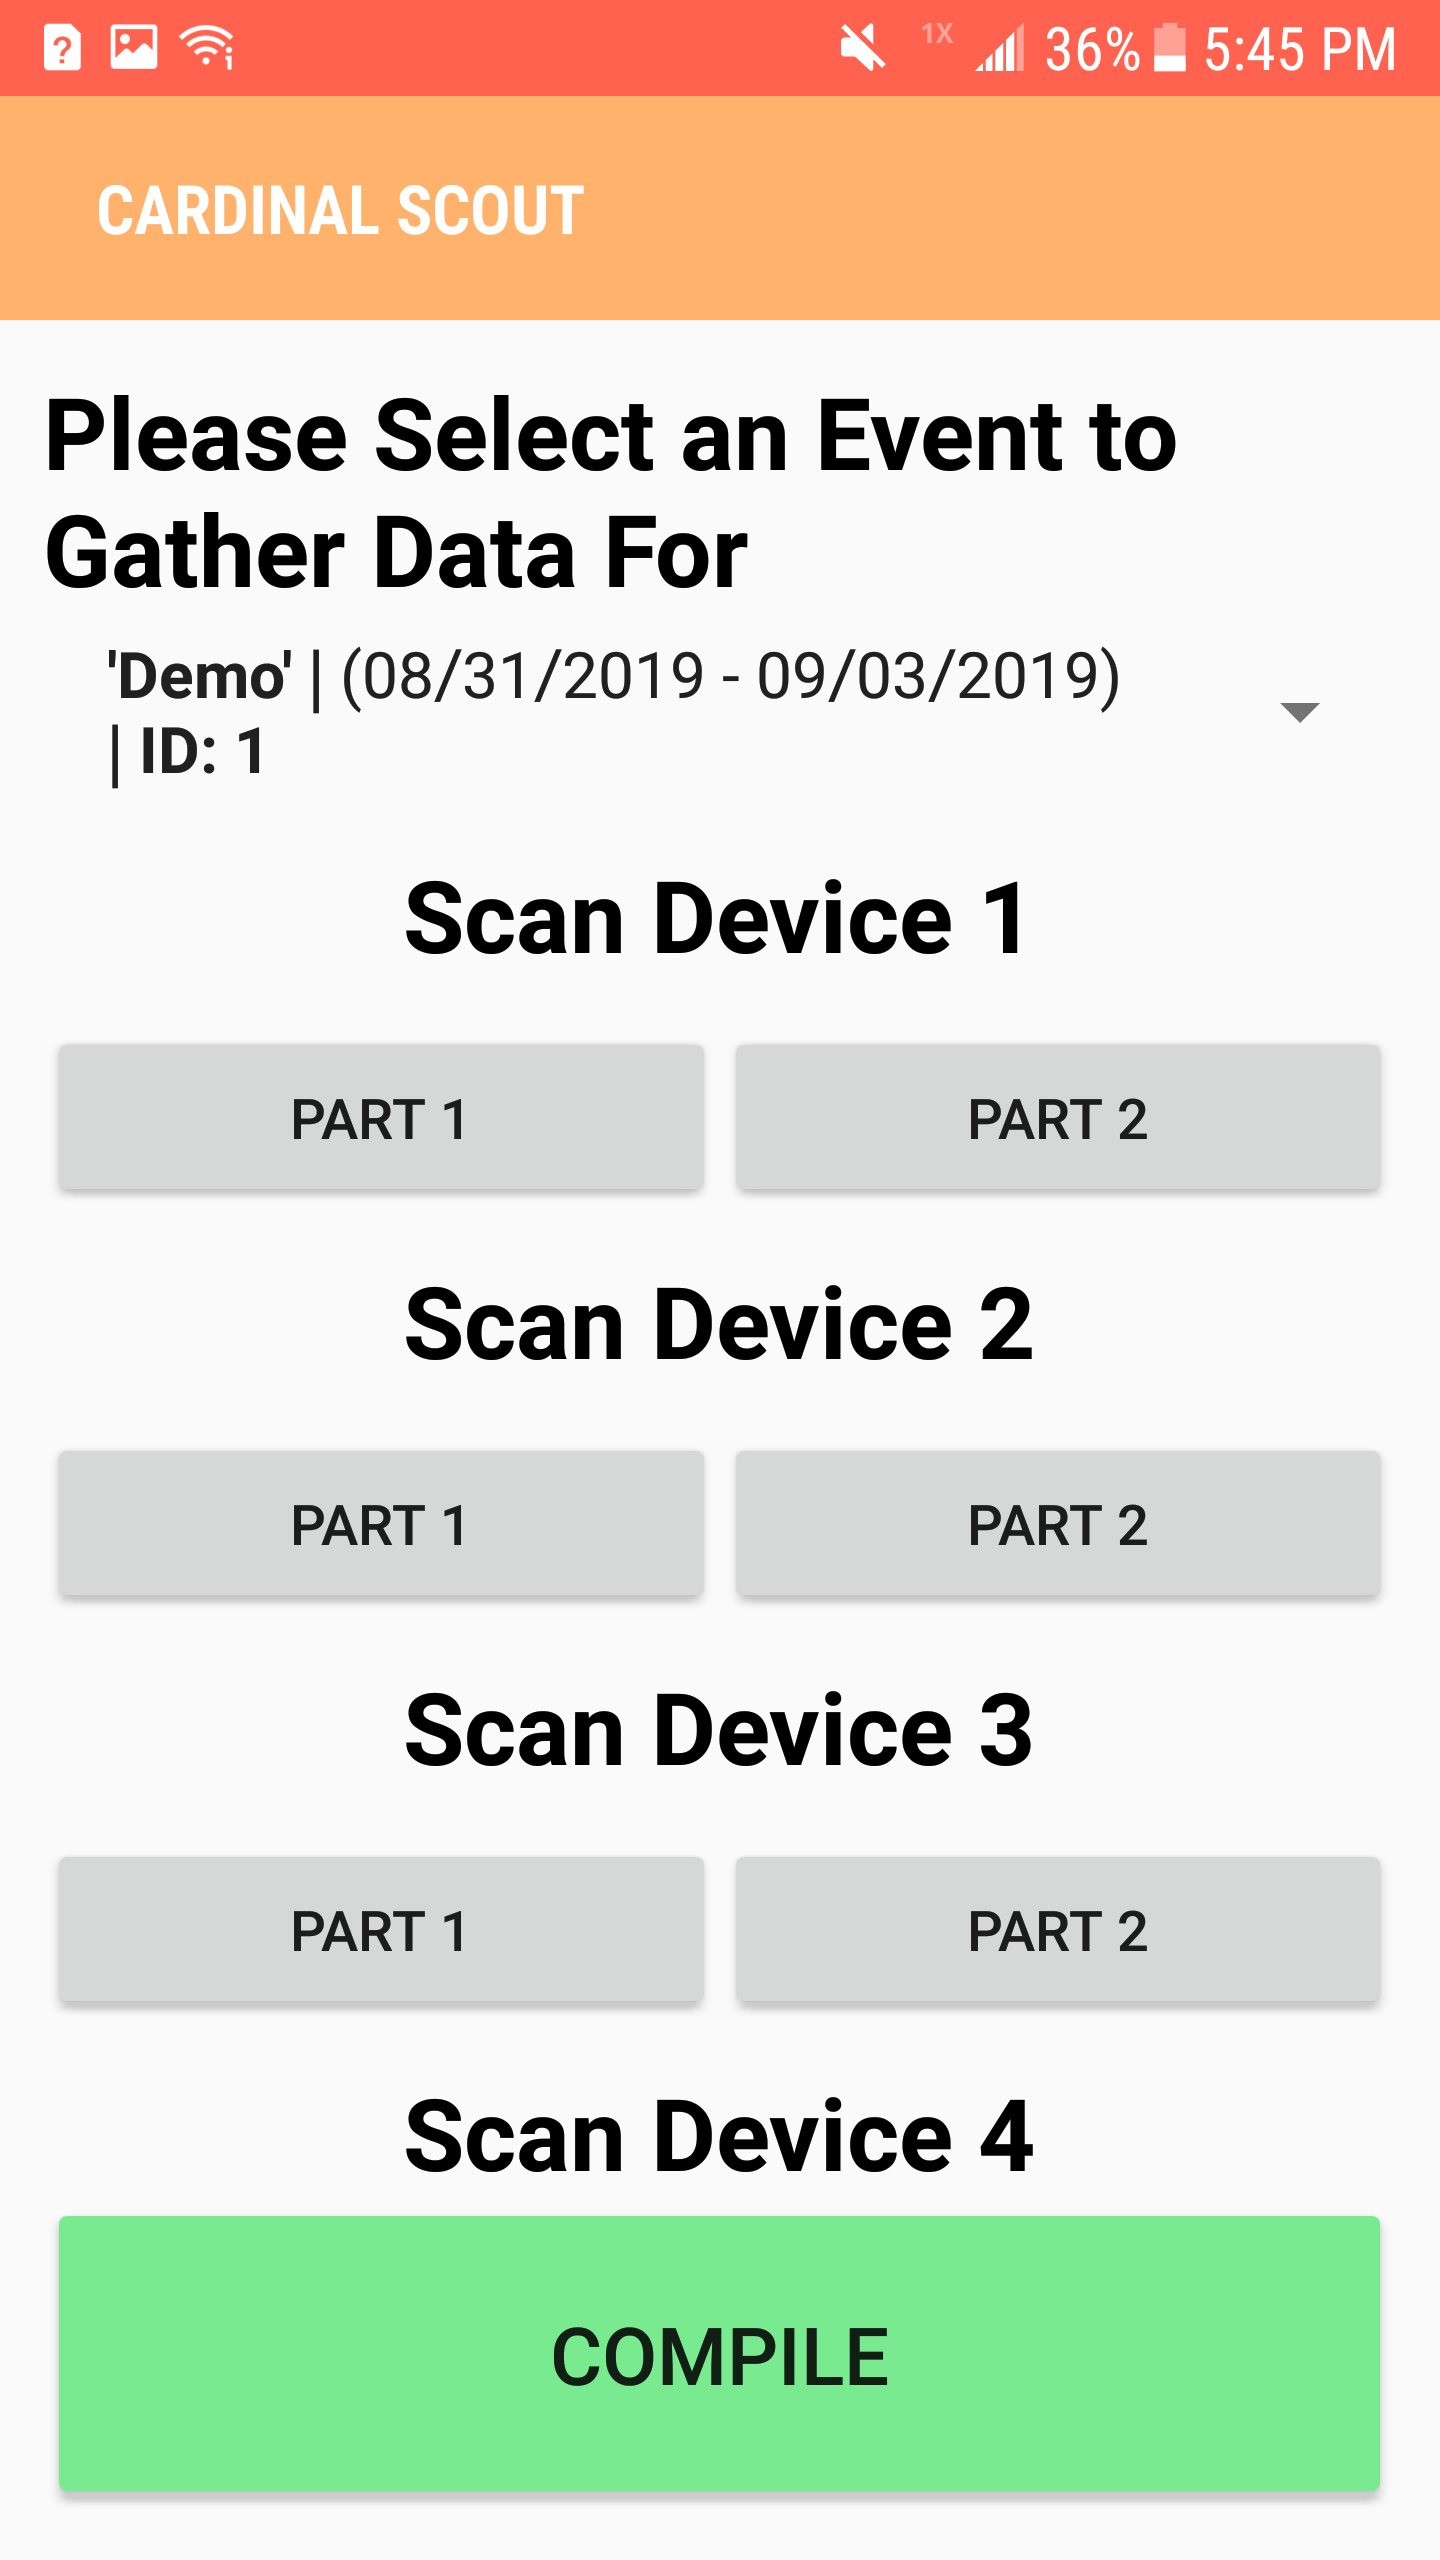 1X 36% 5:45 PM
CARDINAL SCOUT
Please Select an Event to
Gather Data For
'Demo' | (08/31/2019 - 09/03/2019)
| ID: 1
Scan Device 1
PART 1 PART 2
Scan Device 2
PART 1 PART 2
Scan Device 3
PART 1 PART 2
Scan Device 4
COMPILE